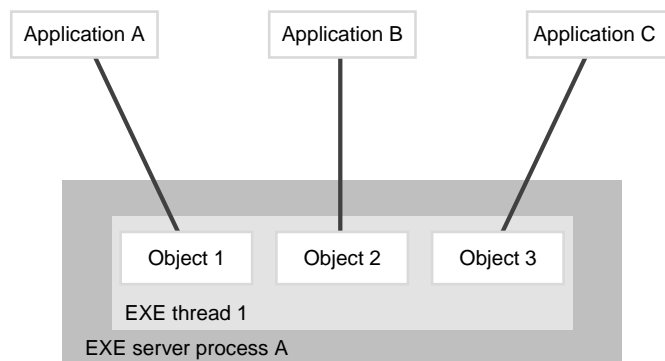 Application A
Application B
Application C
Object 1
Object 2
Object 3
EXE thread 1
EXE server process A